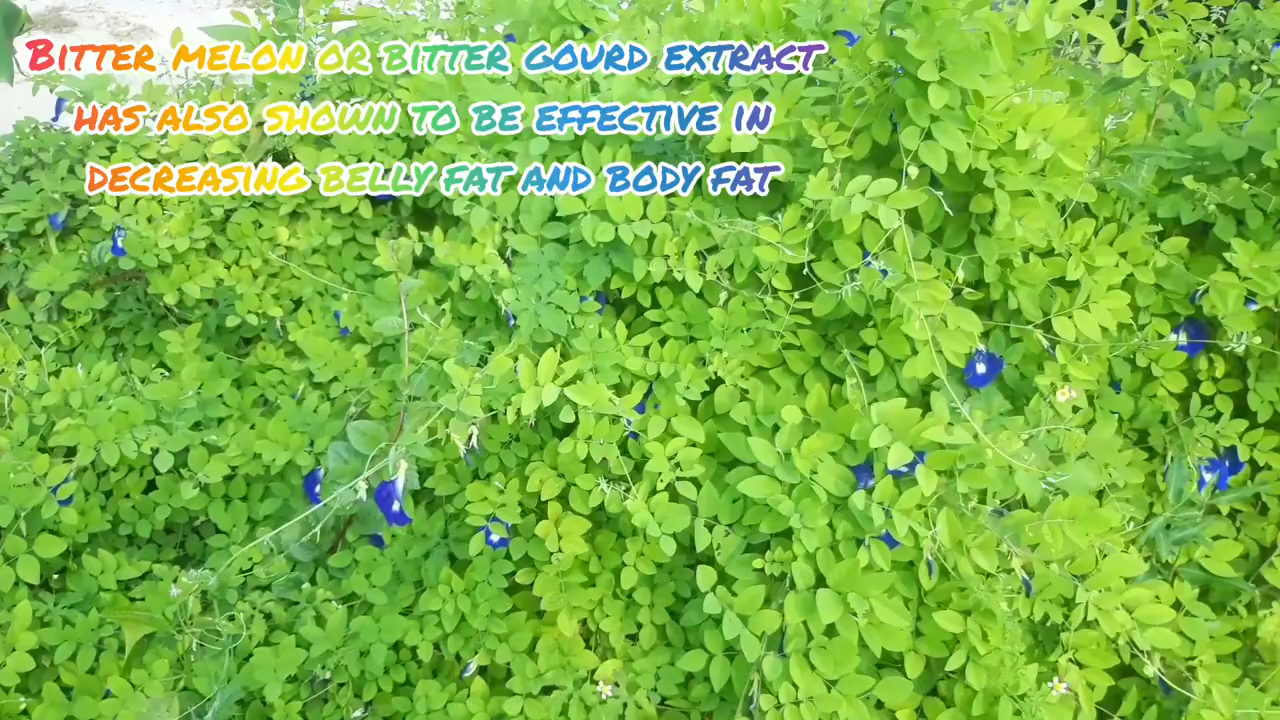 Bitter melon or bitter gourd extract
has also shown to be effective in
decreasing belly fat and body fat